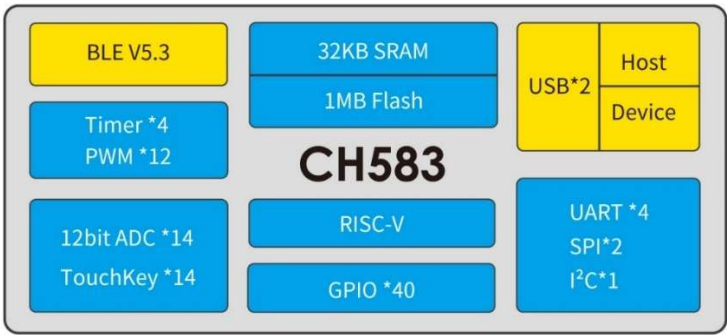 BLE V5.3
Timer *4
PWM *12
12bit ADC *14
TouchKey *14
32KB SRAM
1MB Flash
CH583
RISC-V
GPIO *40
USB*2
Host
Device
UART *4
SPI*2
I²C*1